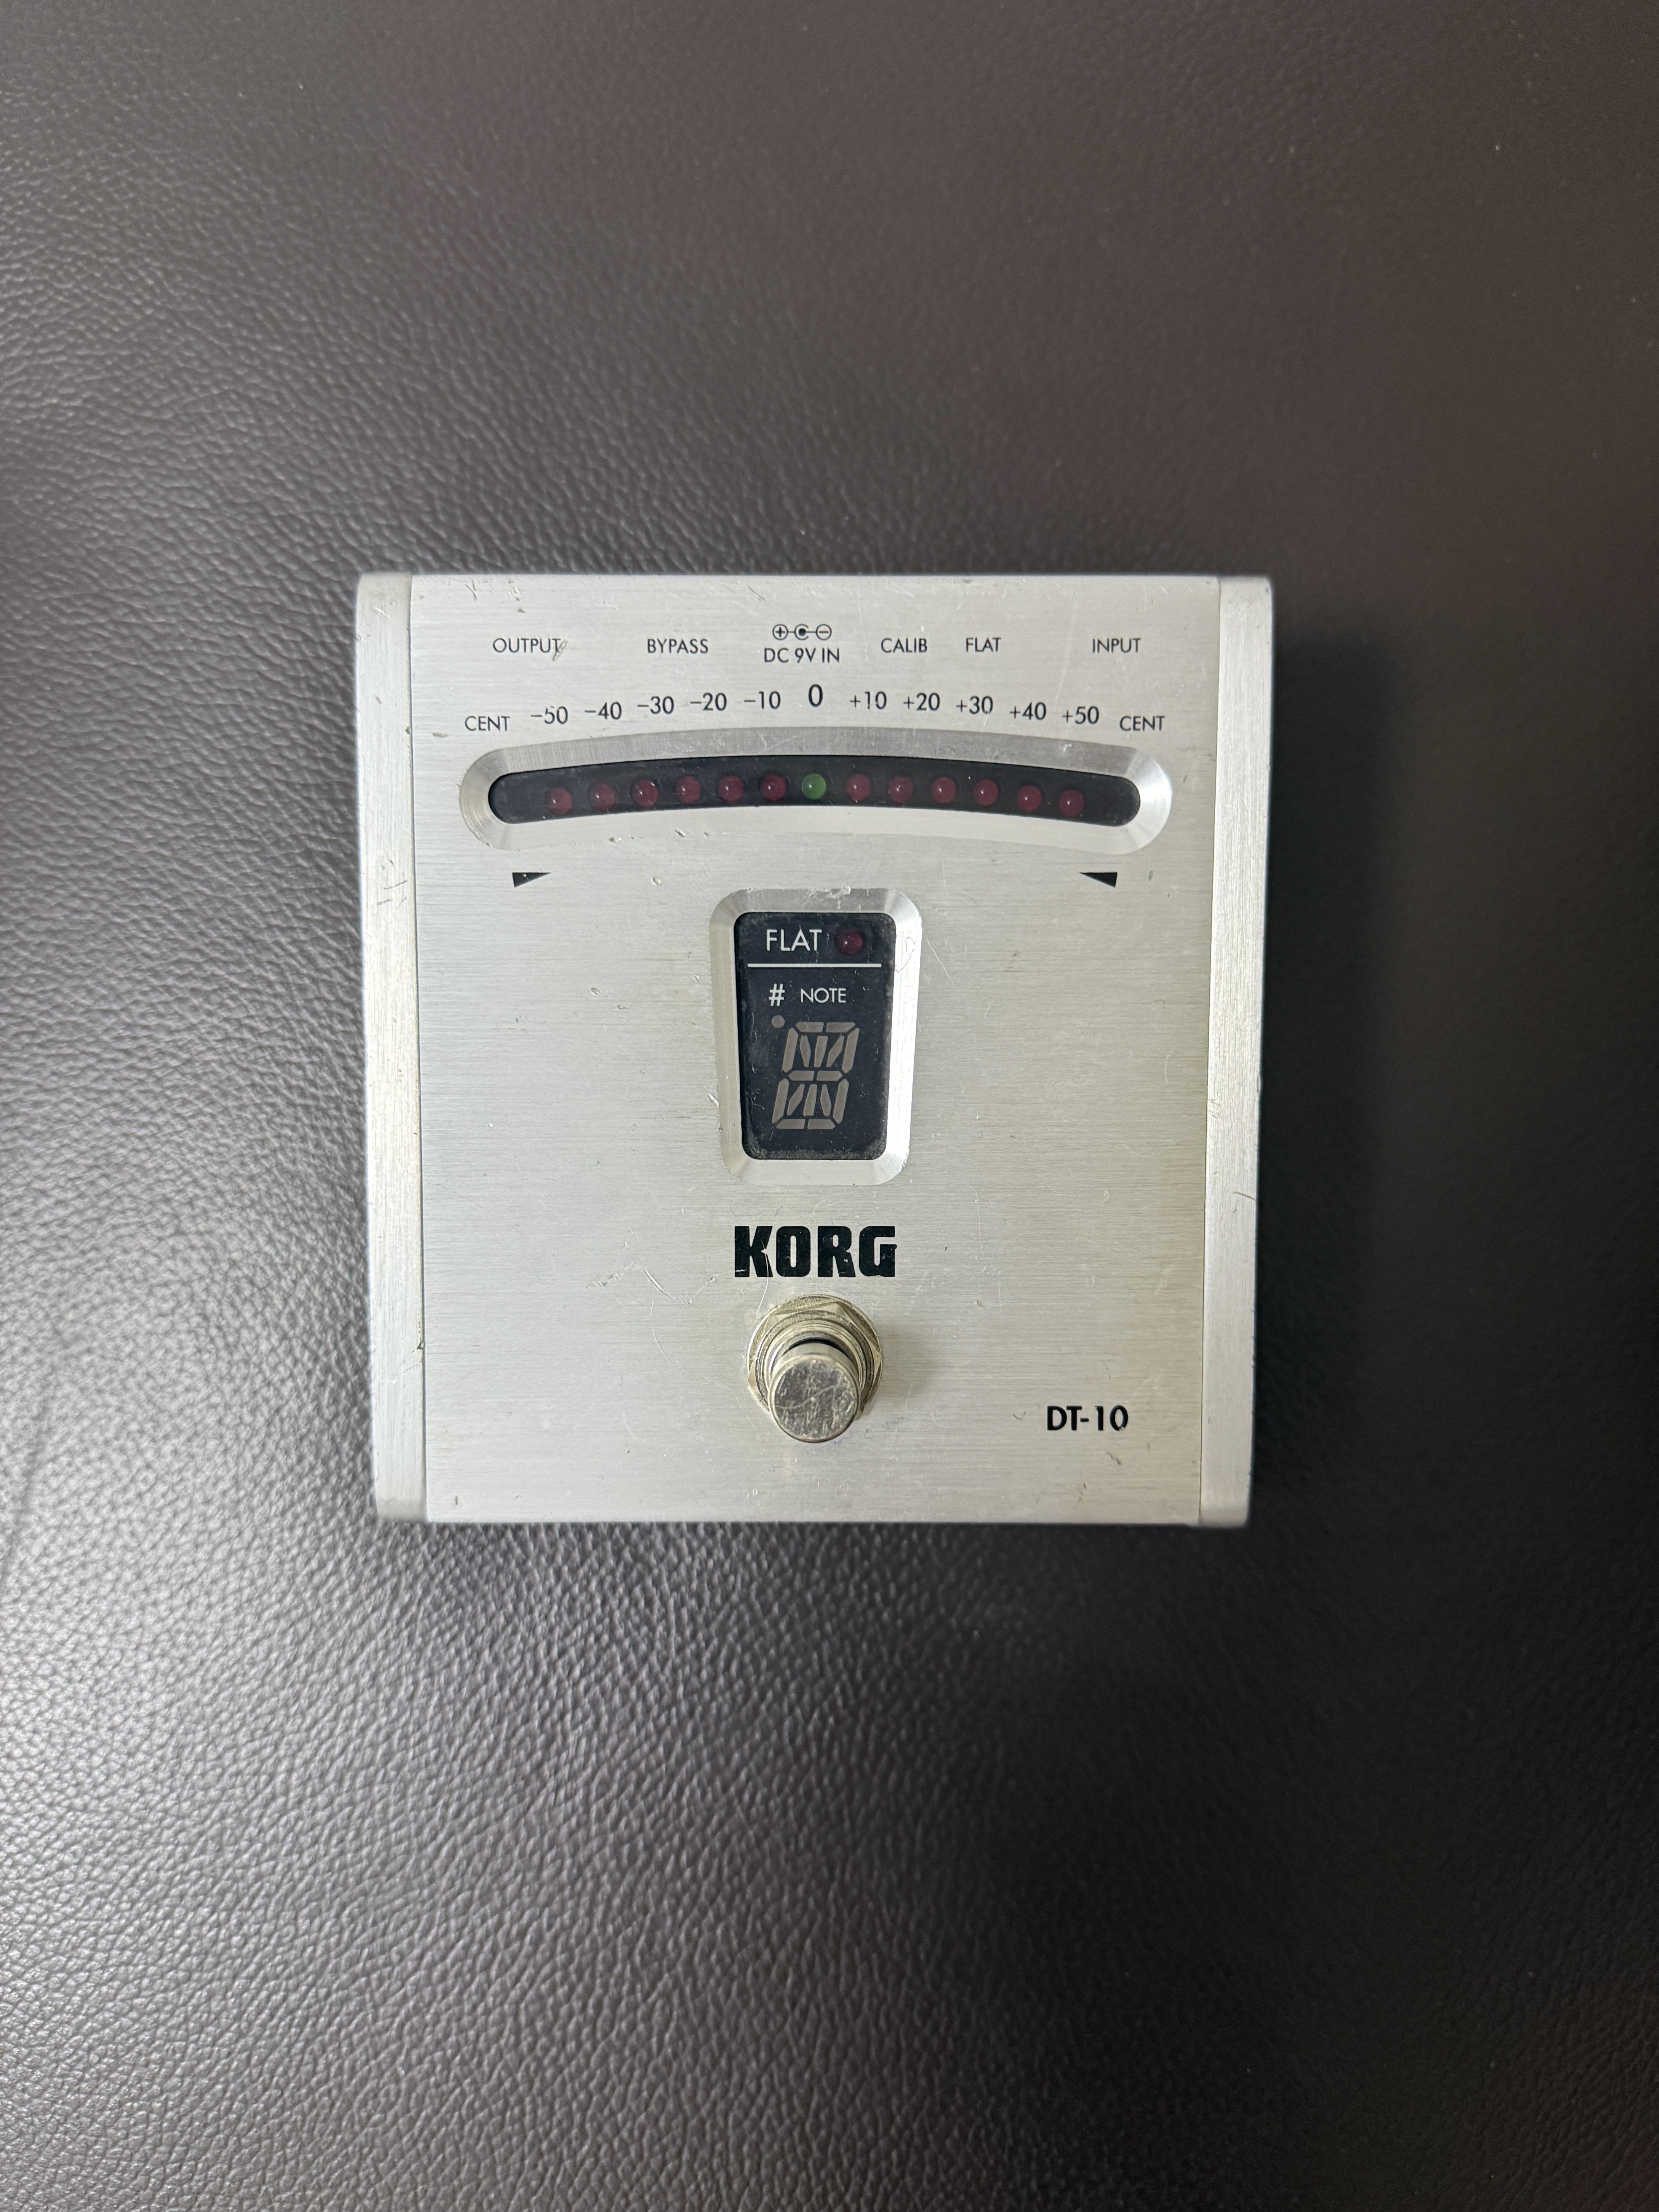 OUTPUT BYPASS DC 9V IN CALIB FLAT INPUT
CENT −50 −40 −30 −20 −10 0 +10 +20 +30 +40 +50 CENT
FLAT
# NOTE
KORG
DT-10